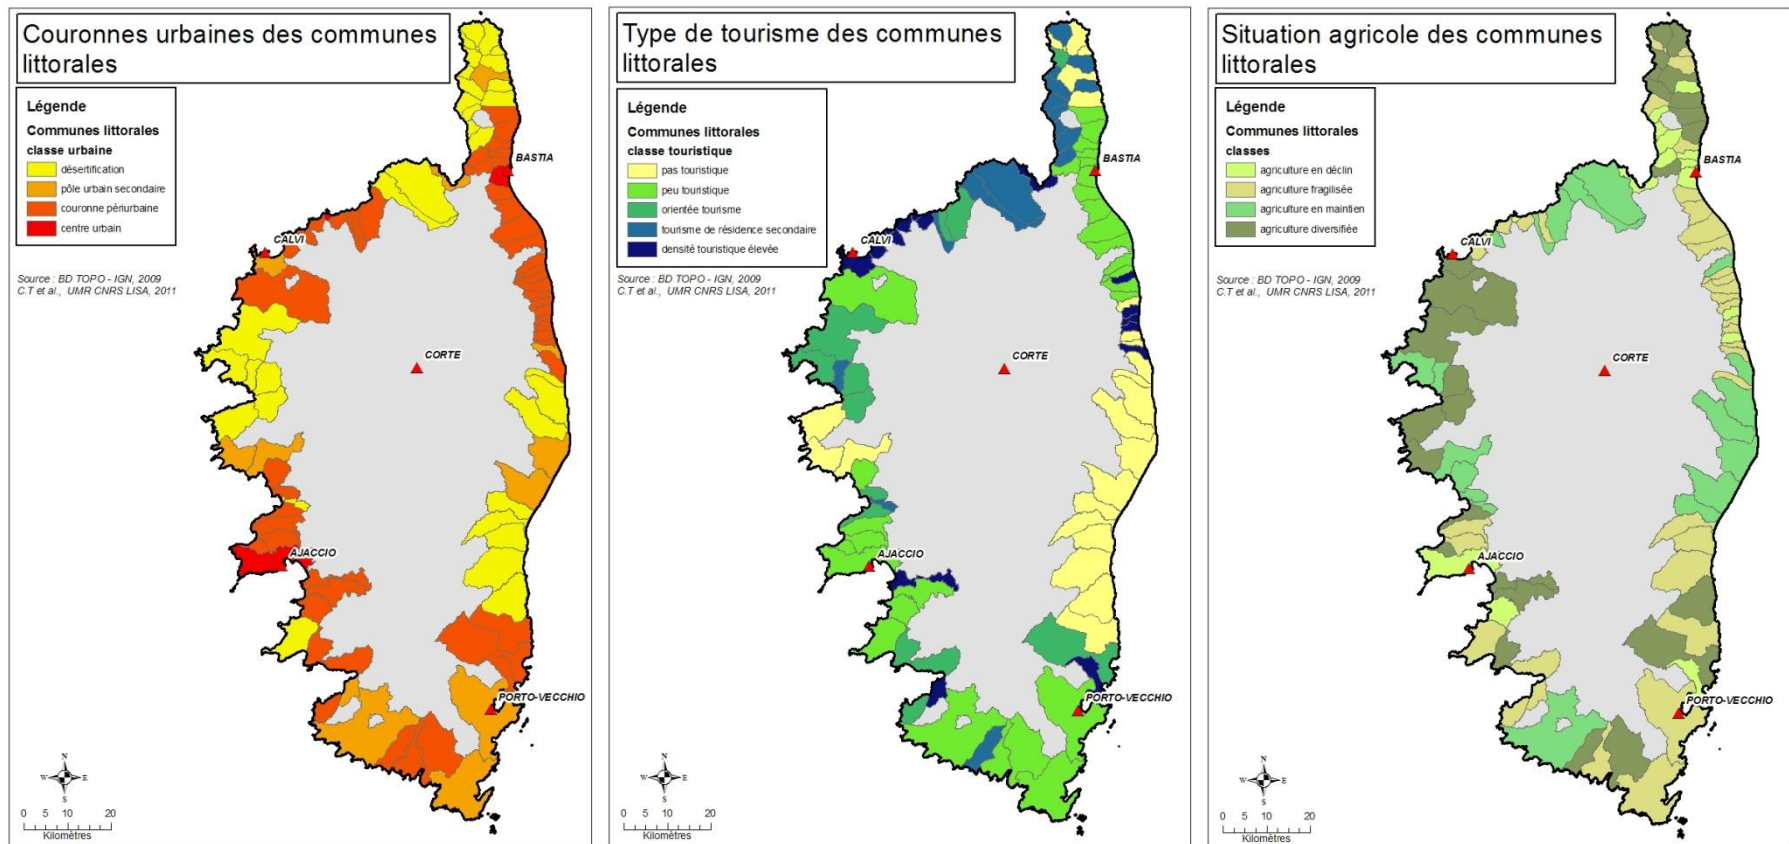 Couronnes urbaines des communes
littorales
Légende
Communes littorales
classe urbaine
désertification
pôle urbain secondaire
couronne périurbaine
centre urbain
Source : BD TOPO - IGN, 2009
C.T et al., UMR CNRS LISA, 2011
BASTIA
CALVI
CORTE
AJACCIO
PORTO-VECCHIO
N
W E
S
0 5 10 20
Kilomètres
Type de tourisme des communes
littorales
Légende
Communes littorales
classe touristique
pas touristique
peu touristique
orientée tourisme
tourisme de résidence secondaire
densité touristique élevée
Source : BD TOPO - IGN, 2009
C.T et al., UMR CNRS LISA, 2011
BASTIA
CALVI
CORTE
AJACCIO
PORTO-VECCHIO
N
W E
S
0 5 10 20
Kilomètres
Situation agricole des communes
littorales
Légende
Communes littorales
classes
agriculture en déclin
agriculture fragilisée
agriculture en maintien
agriculture diversifiée
Source : BD TOPO - IGN, 2009
C.T et al., UMR CNRS LISA, 2011
BASTIA
CALVI
CORTE
AJACCIO
PORTO-VECCHIO
N
W E
S
0 5 10 20
Kilomètres